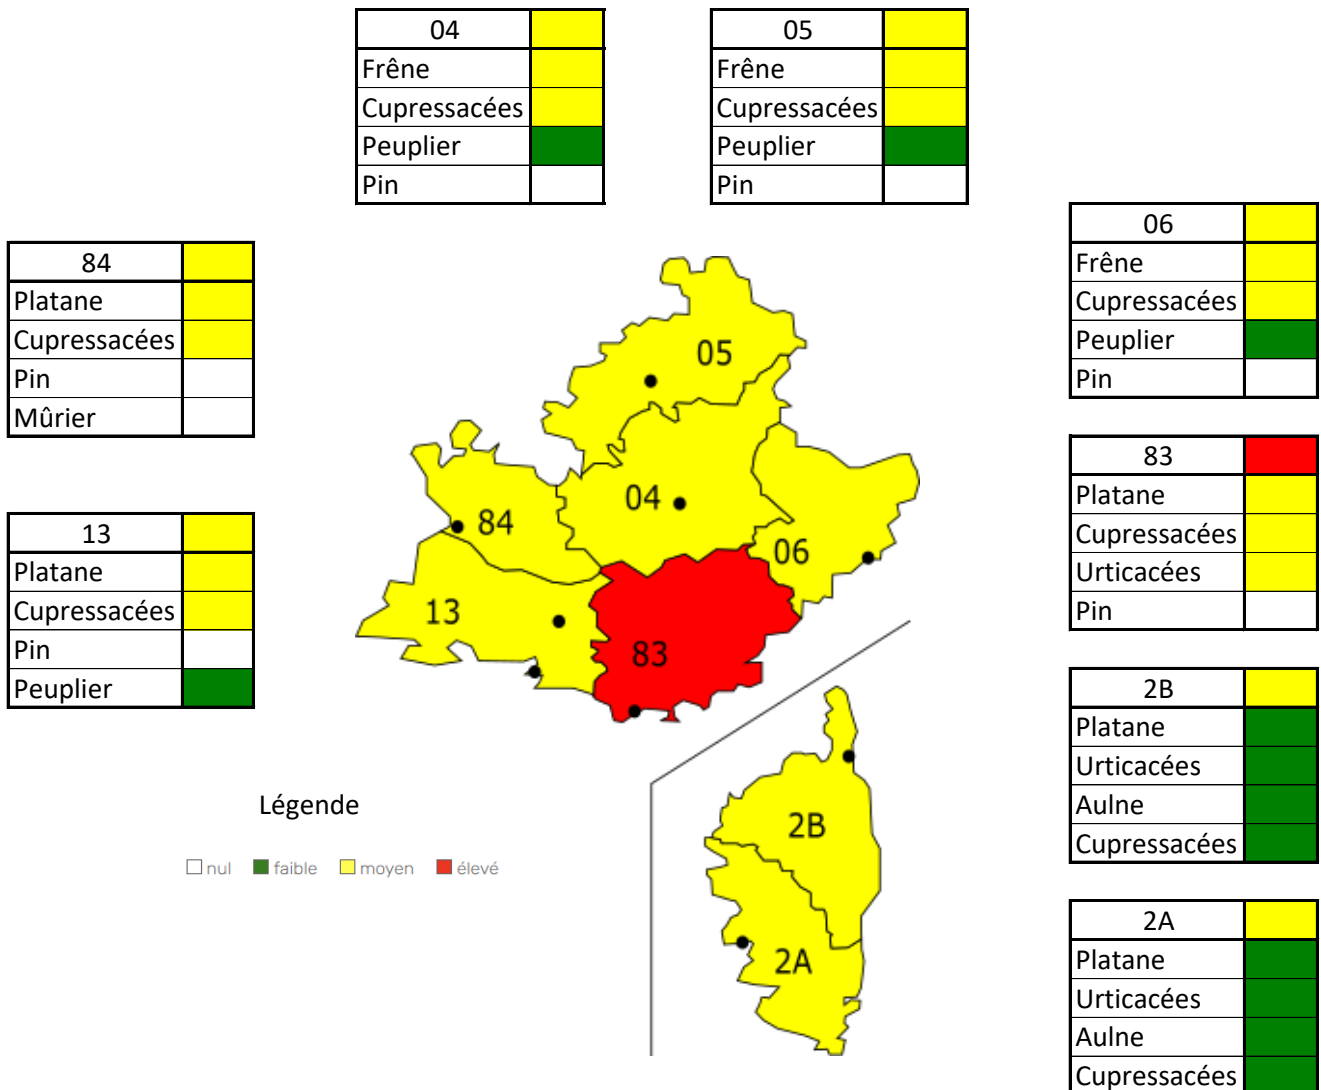 04
Frêne
Cupressacées
Peuplier
Pin
05
Frêne
Cupressacées
Peuplier
Pin
06
Frêne
Cupressacées
Peuplier
Pin
84
Platane
Cupressacées
Pin
Mûrier
83
Platane
Cupressacées
Urticacées
Pin
13
Platane
Cupressacées
Pin
Peuplier
2B
Platane
Urticacées
Aulne
Cupressacées
2A
Platane
Urticacées
Aulne
Cupressacées
05
04
84
06
13
83
2B
2A
Légende
nul faible moyen élevé